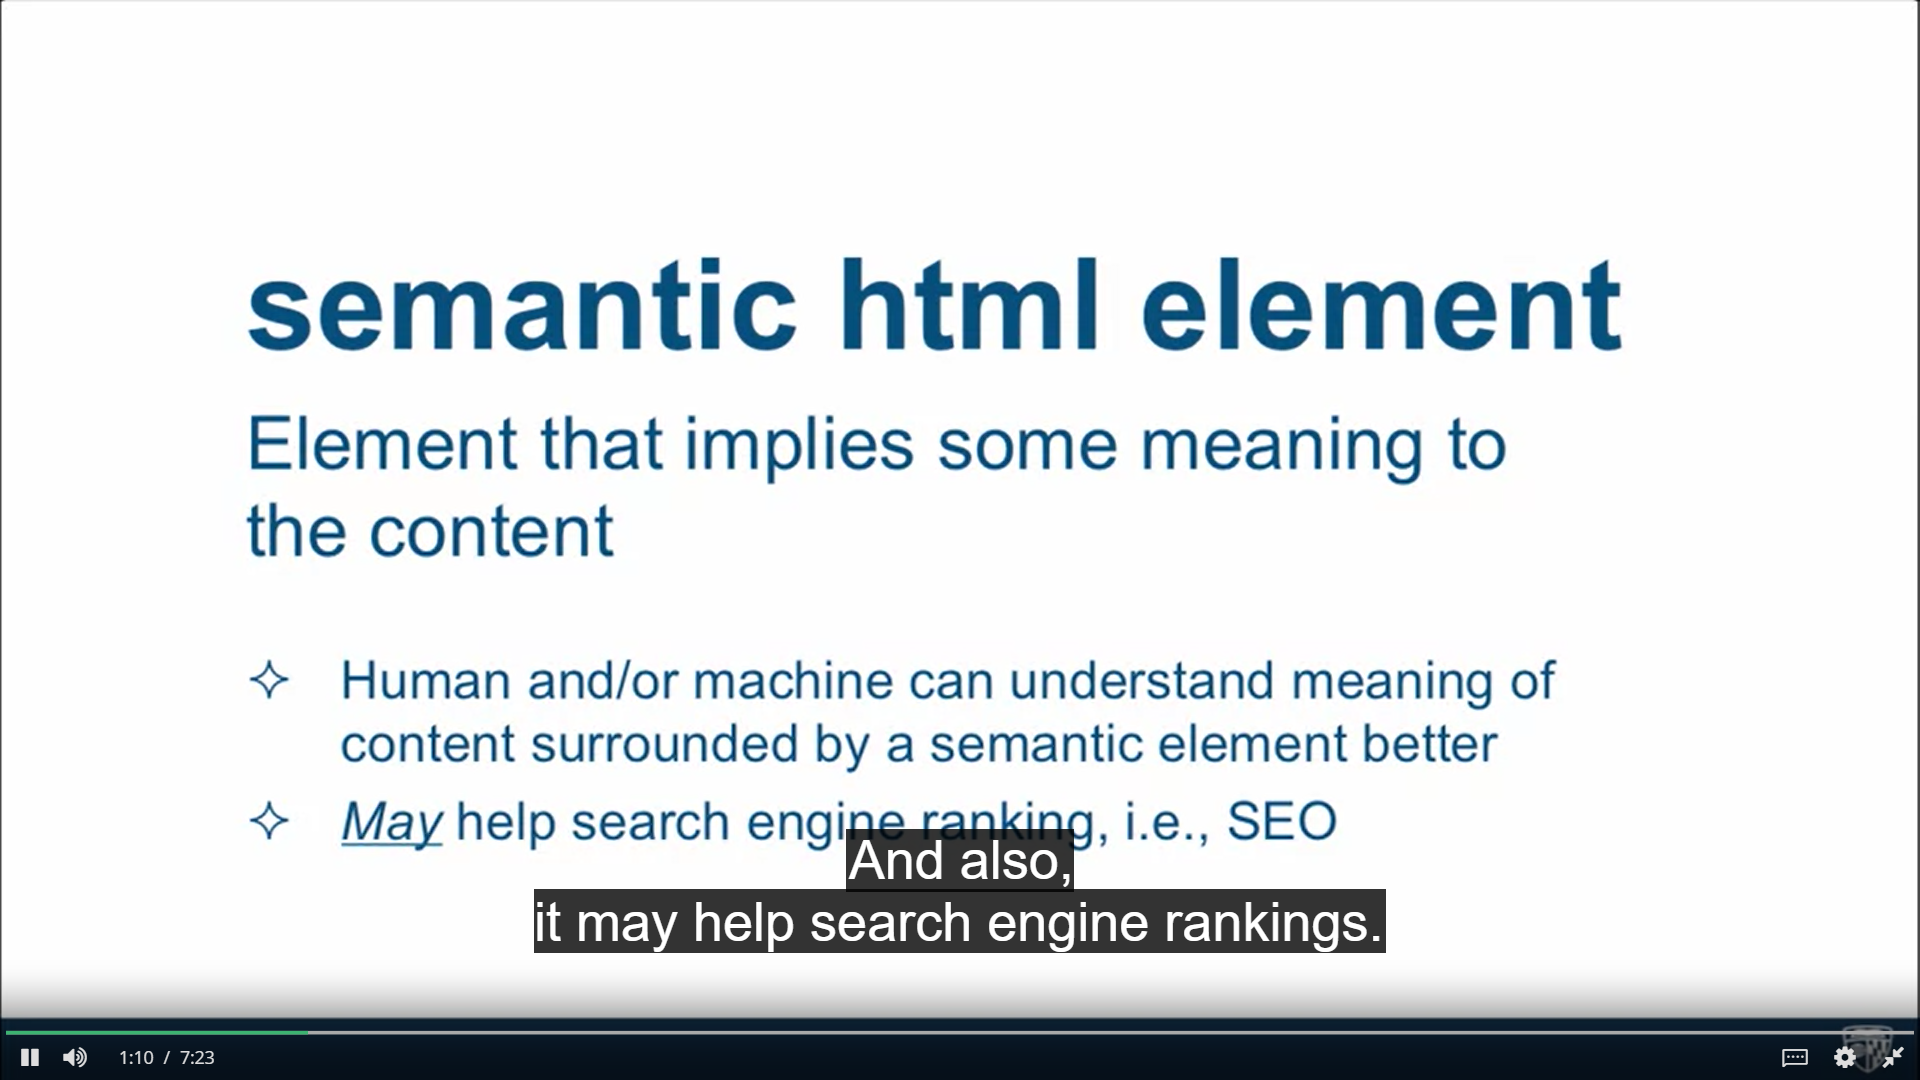 semantic html element
Element that implies some meaning to
the content
Human and/or machine can understand meaning of
content surrounded by a semantic element better
May help search engine ranking, i.e., SEO
And also,
it may help search engine rankings.
1:10 / 7:23